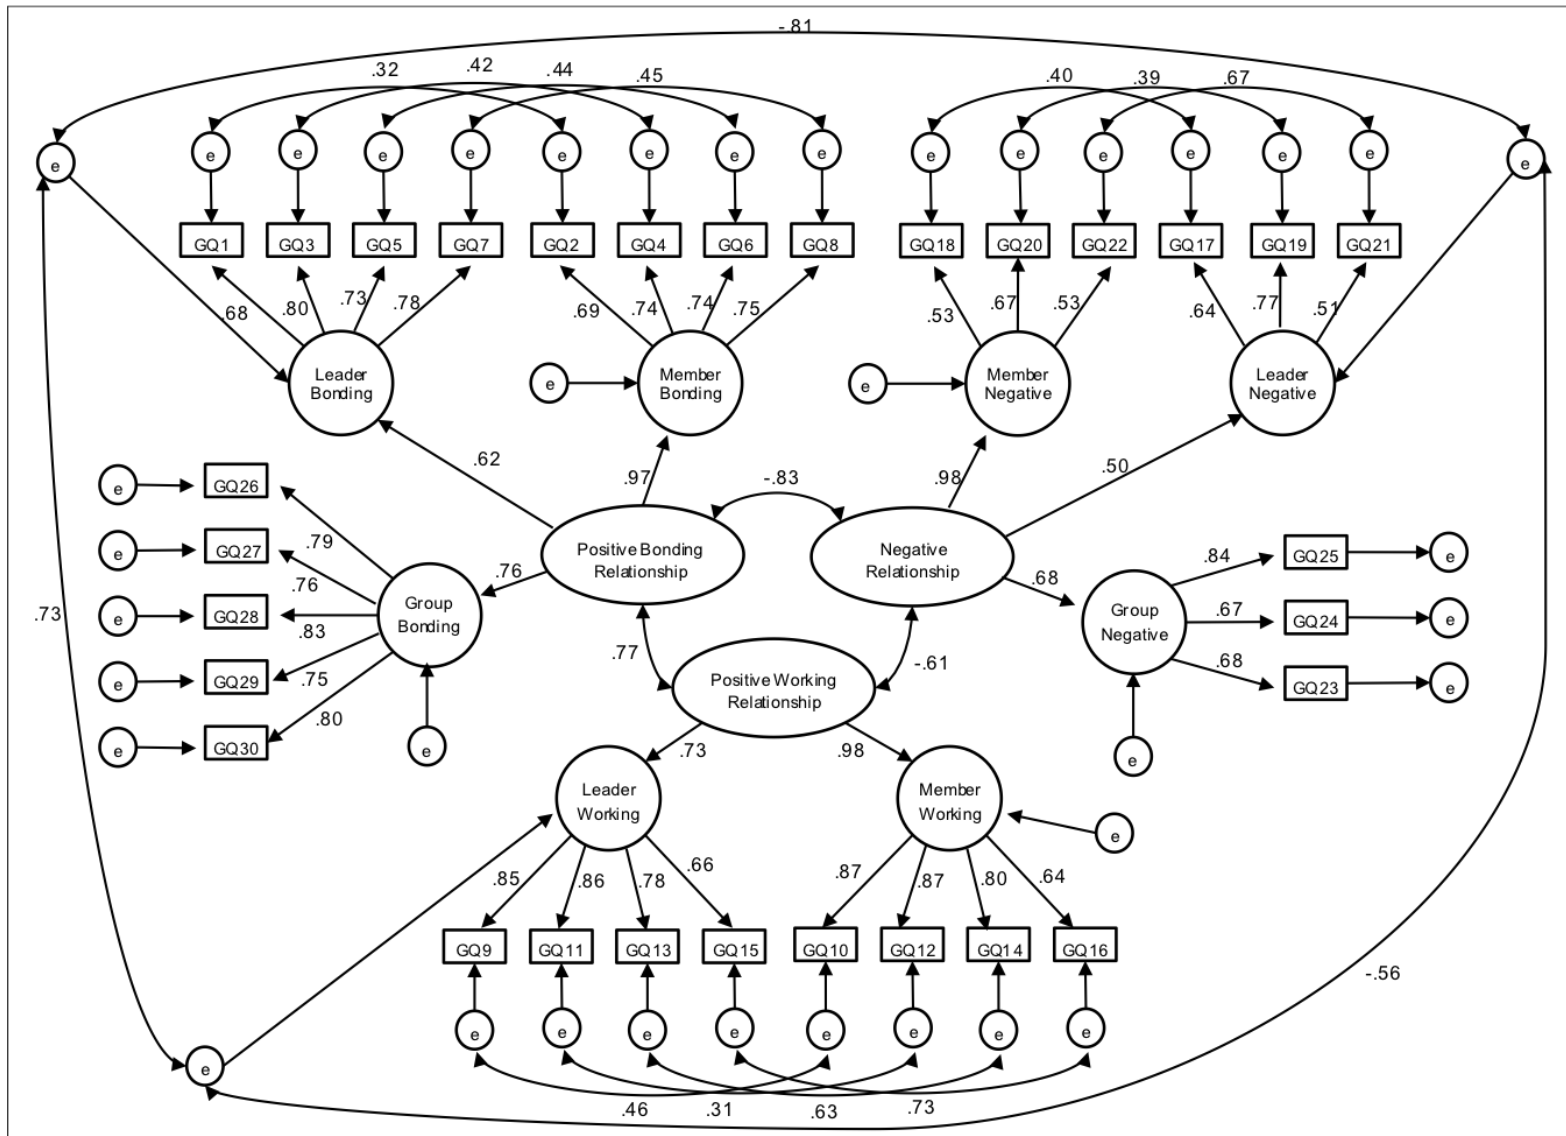 -.81
.32 .42 .44 .45 .40 .39 .67
e e e e e e e e e e e e e e
e e
GQ1 GQ3 GQ5 GQ7 GQ2 GQ4 GQ6 GQ8 GQ18 GQ20 GQ22 GQ17 GQ19 GQ21
.68 .80 .73 .78 .69 .74 .74 .75 .53 .67 .53 .64 .77 .51
Leader
Bonding
e
Member
Bonding
e
Member
Negative
Leader
Negative
.62 .97 -.83 .98 .50
e GQ26
e GQ27
e GQ28
e GQ29
e GQ30
.79
.76
.83
.75
.80
Group
Bonding
e
.76
Positive Bonding
Relationship
Negative
Relationship
.68
Group
Negative
e
.84 GQ25 e
.67 GQ24 e
.68 GQ23 e
.73
.77
Positive Working
Relationship
-.61
.73 .98
Leader
Working
Member
Working
e
.85 .86 .78 .66 .87 .87 .80 .64
GQ9 GQ11 GQ13 GQ15 GQ10 GQ12 GQ14 GQ16
-.56
e e e e e e e e
e
.46 .31 .63 .73